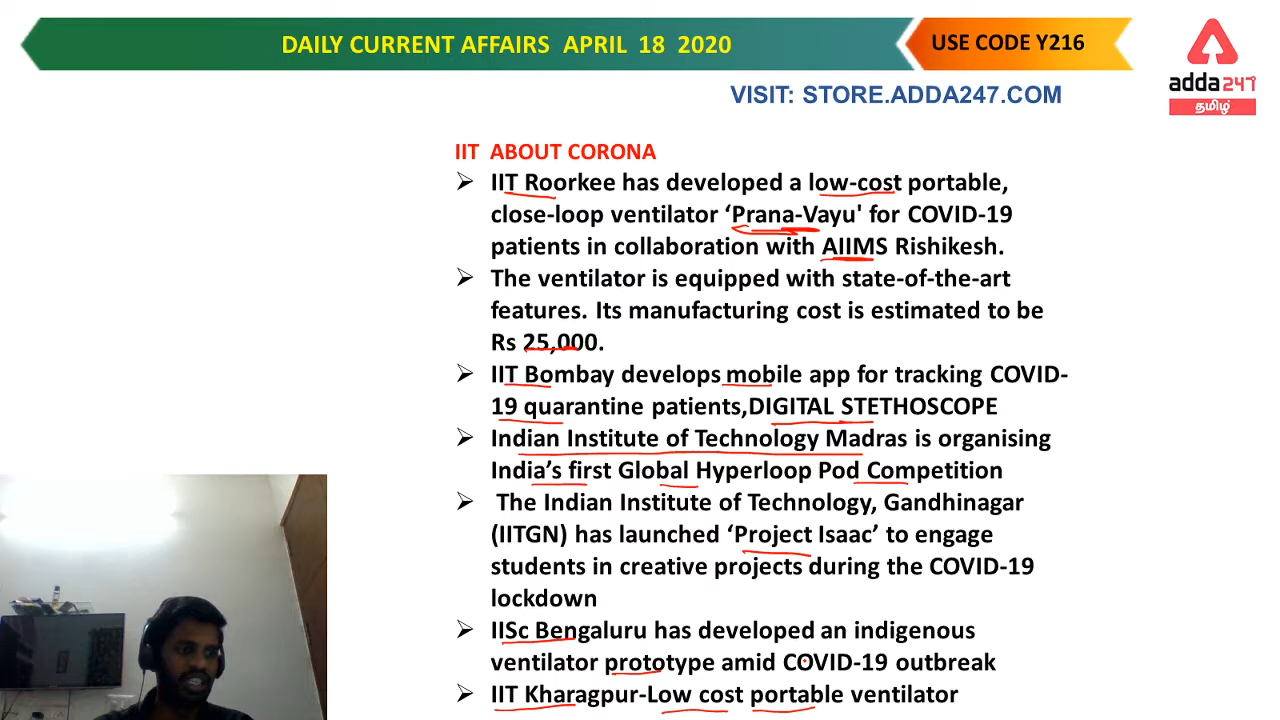 DAILY CURRENT AFFAIRS APRIL 18 2020
USE CODE Y216
adda247
தமிழ்
VISIT: STORE.ADDA247.COM
IIT ABOUT CORONA
➢ IIT Roorkee has developed a low-cost portable,
close-loop ventilator ‘Prana-Vayu' for COVID-19
patients in collaboration with AIIMS Rishikesh.
➢ The ventilator is equipped with state-of-the-art
features. Its manufacturing cost is estimated to be
Rs 25,000.
➢ IIT Bombay develops mobile app for tracking COVID-
19 quarantine patients,DIGITAL STETHOSCOPE
➢ Indian Institute of Technology Madras is organising
India’s first Global Hyperloop Pod Competition
➢ The Indian Institute of Technology, Gandhinagar
(IITGN) has launched ‘Project Isaac’ to engage
students in creative projects during the COVID-19
lockdown
➢ IISc Bengaluru has developed an indigenous
ventilator prototype amid COVID-19 outbreak
➢ IIT Kharagpur-Low cost portable ventilator